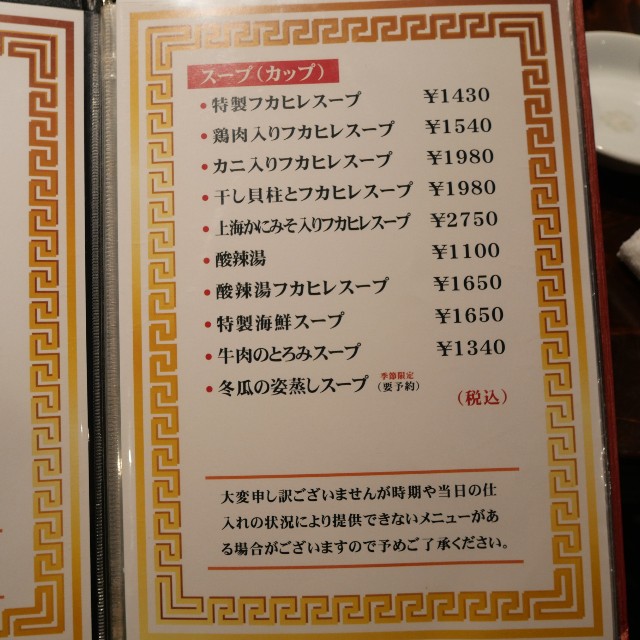 スープ(カップ)
•特製フカヒレスープ ¥1430
•鶏肉入りフカヒレスープ ¥1540
•カニ入りフカヒレスープ ¥1980
•干し貝柱とフカヒレスープ ¥1980
•上海かにみそ入りフカヒレスープ ¥2750
•酸辣湯 ¥1100
•酸辣湯フカヒレスープ ¥1650
•特製海鮮スープ ¥1650
•牛肉のとろみスープ ¥1340
•冬瓜の姿蒸しスープ 季節限定 (要予約)
(税込)
大変申し訳ございませんが時期や当日の仕
入れの状況により提供できないメニューがあ
る場合がございますので予めご了承ください。